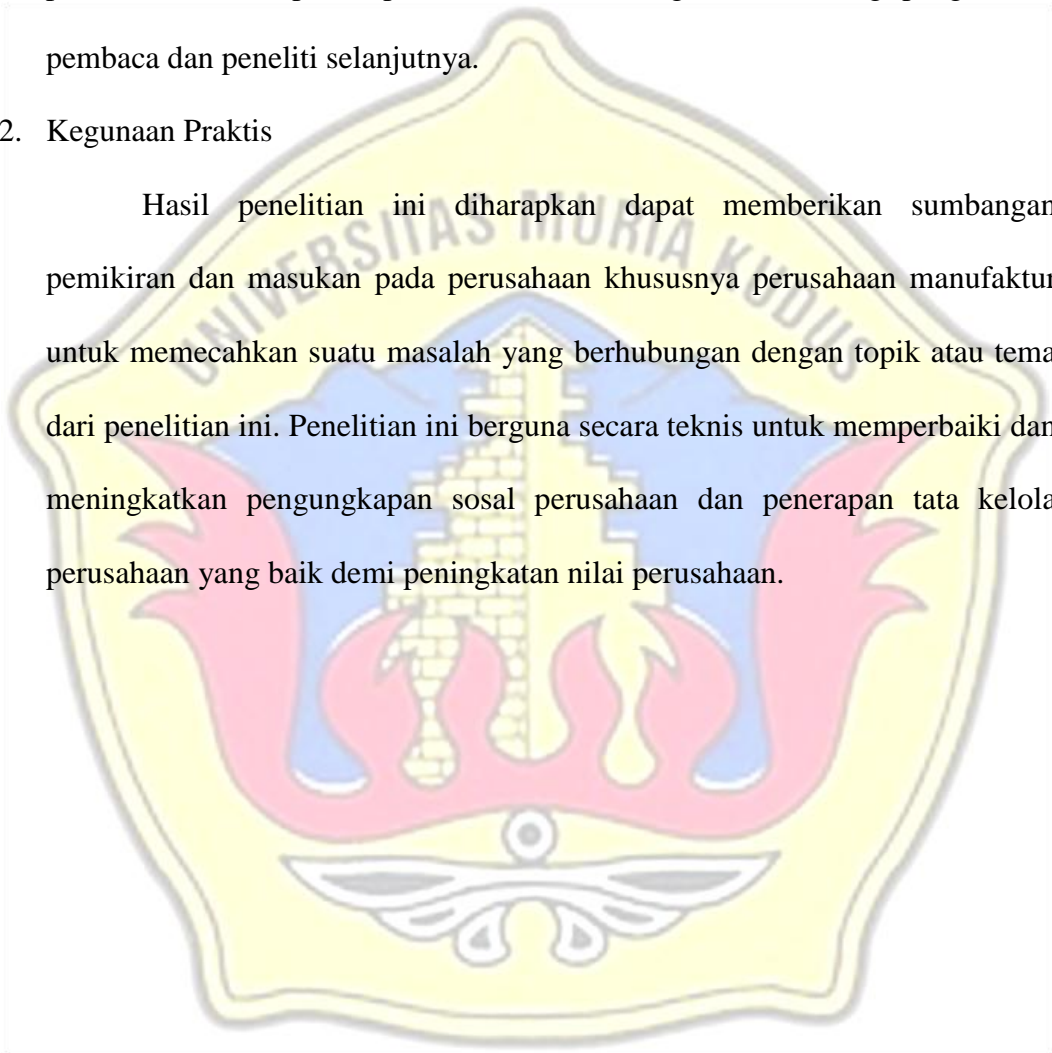 pembaca dan peneliti selanjutnya.
2. Kegunaan Praktis
Hasil penelitian ini diharapkan dapat memberikan sumbangan
pemikiran dan masukan pada perusahaan khususnya perusahaan manufaktur
untuk memecahkan suatu masalah yang berhubungan dengan topik atau tema
dari penelitian ini. Penelitian ini berguna secara teknis untuk memperbaiki dan
meningkatkan pengungkapan sosal perusahaan dan penerapan tata kelola
perusahaan yang baik demi peningkatan nilai perusahaan.
UNIVERSITAS MURIA KUDUS